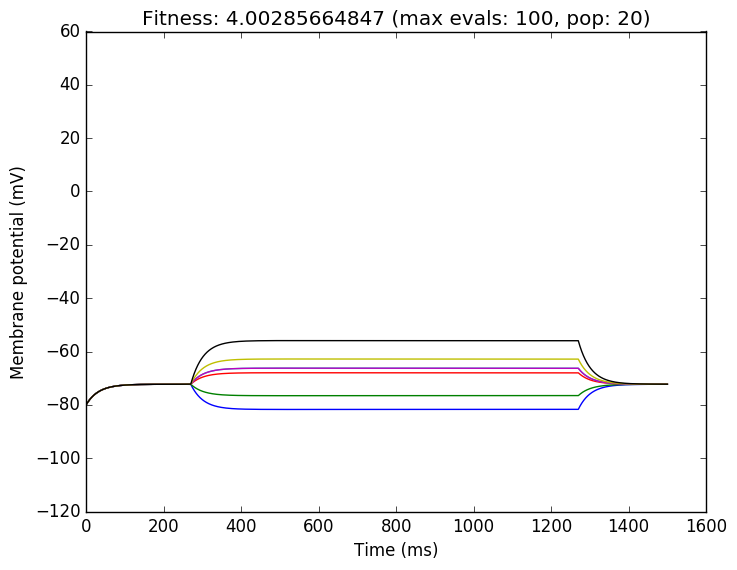 Fitness: 4.00285664847 (max evals: 100, pop: 20)
60
40
20
0
−20
−40
−60
−80
−100
−120
Membrane potential (mV)
0 200 400 600 800 1000 1200 1400 1600
Time (ms)